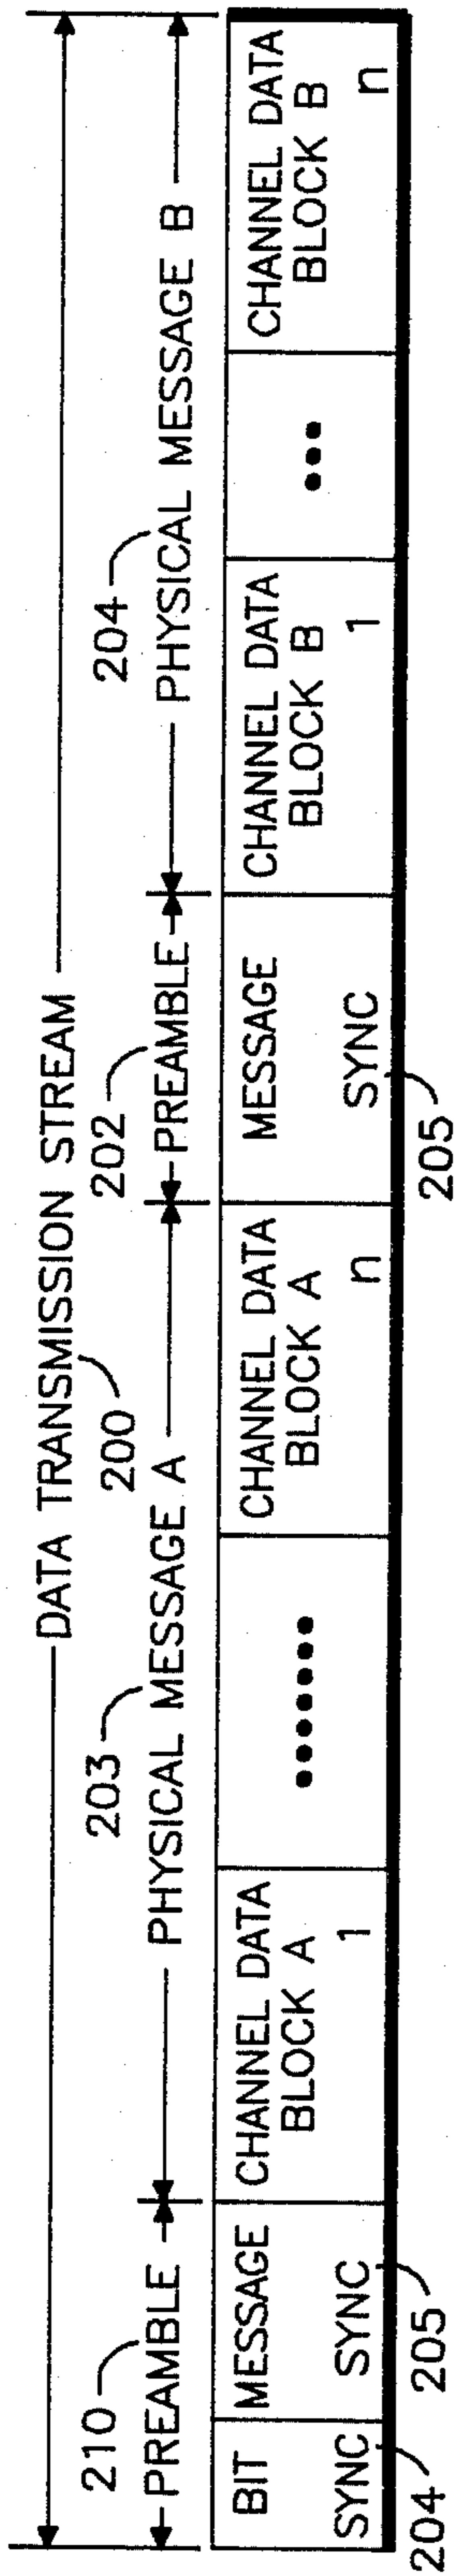 DATA TRANSMISSION STREAM
200
210
203
202
204
PREAMBLE
PHYSICAL MESSAGE A
PREAMBLE
PHYSICAL MESSAGE B
BIT
SYNC
MESSAGE
SYNC
CHANNEL DATA
BLOCK A
1
•••••••
CHANNEL DATA
BLOCK A
n
MESSAGE
SYNC
CHANNEL DATA
BLOCK B
1
•••
CHANNEL DATA
BLOCK B
n
204
205
205